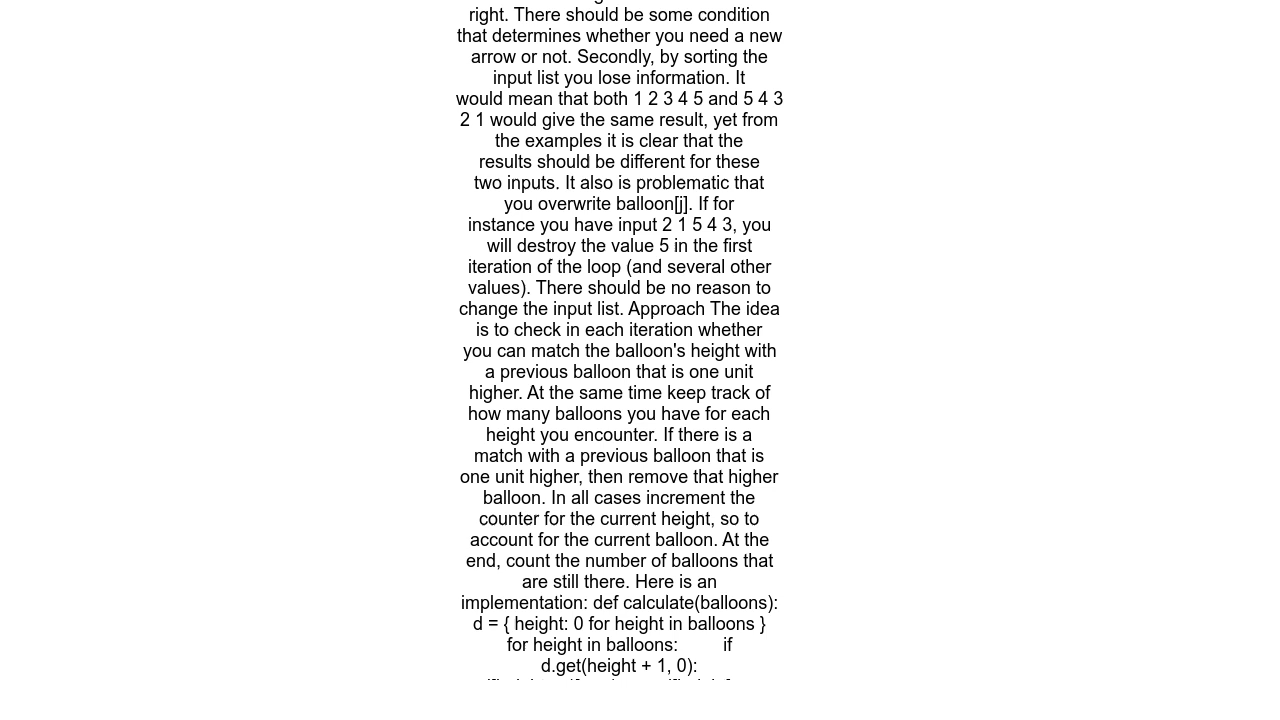 right. There should be some condition
that determines whether you need a new
arrow or not. Secondly, by sorting the
input list you lose information. It
would mean that both 1 2 3 4 5 and 5 4 3
2 1 would give the same result, yet from
the examples it is clear that the
results should be different for these
two inputs. It also is problematic that
you overwrite balloon[j]. If for
instance you have input 2 1 5 4 3, you
will destroy the value 5 in the first
iteration of the loop (and several other
values). There should be no reason to
change the input list. Approach The idea
is to check in each iteration whether
you can match the balloon's height with
a previous balloon that is one unit
higher. At the same time keep track of
how many balloons you have for each
height you encounter. If there is a
match with a previous balloon that is
one unit higher, then remove that higher
balloon. In all cases increment the
counter for the current height, so to
account for the current balloon. At the
end, count the number of balloons that
are still there. Here is an
implementation: def calculate(balloons):
d = { height: 0 for height in balloons }
for height in balloons:         if
d.get(height + 1, 0):